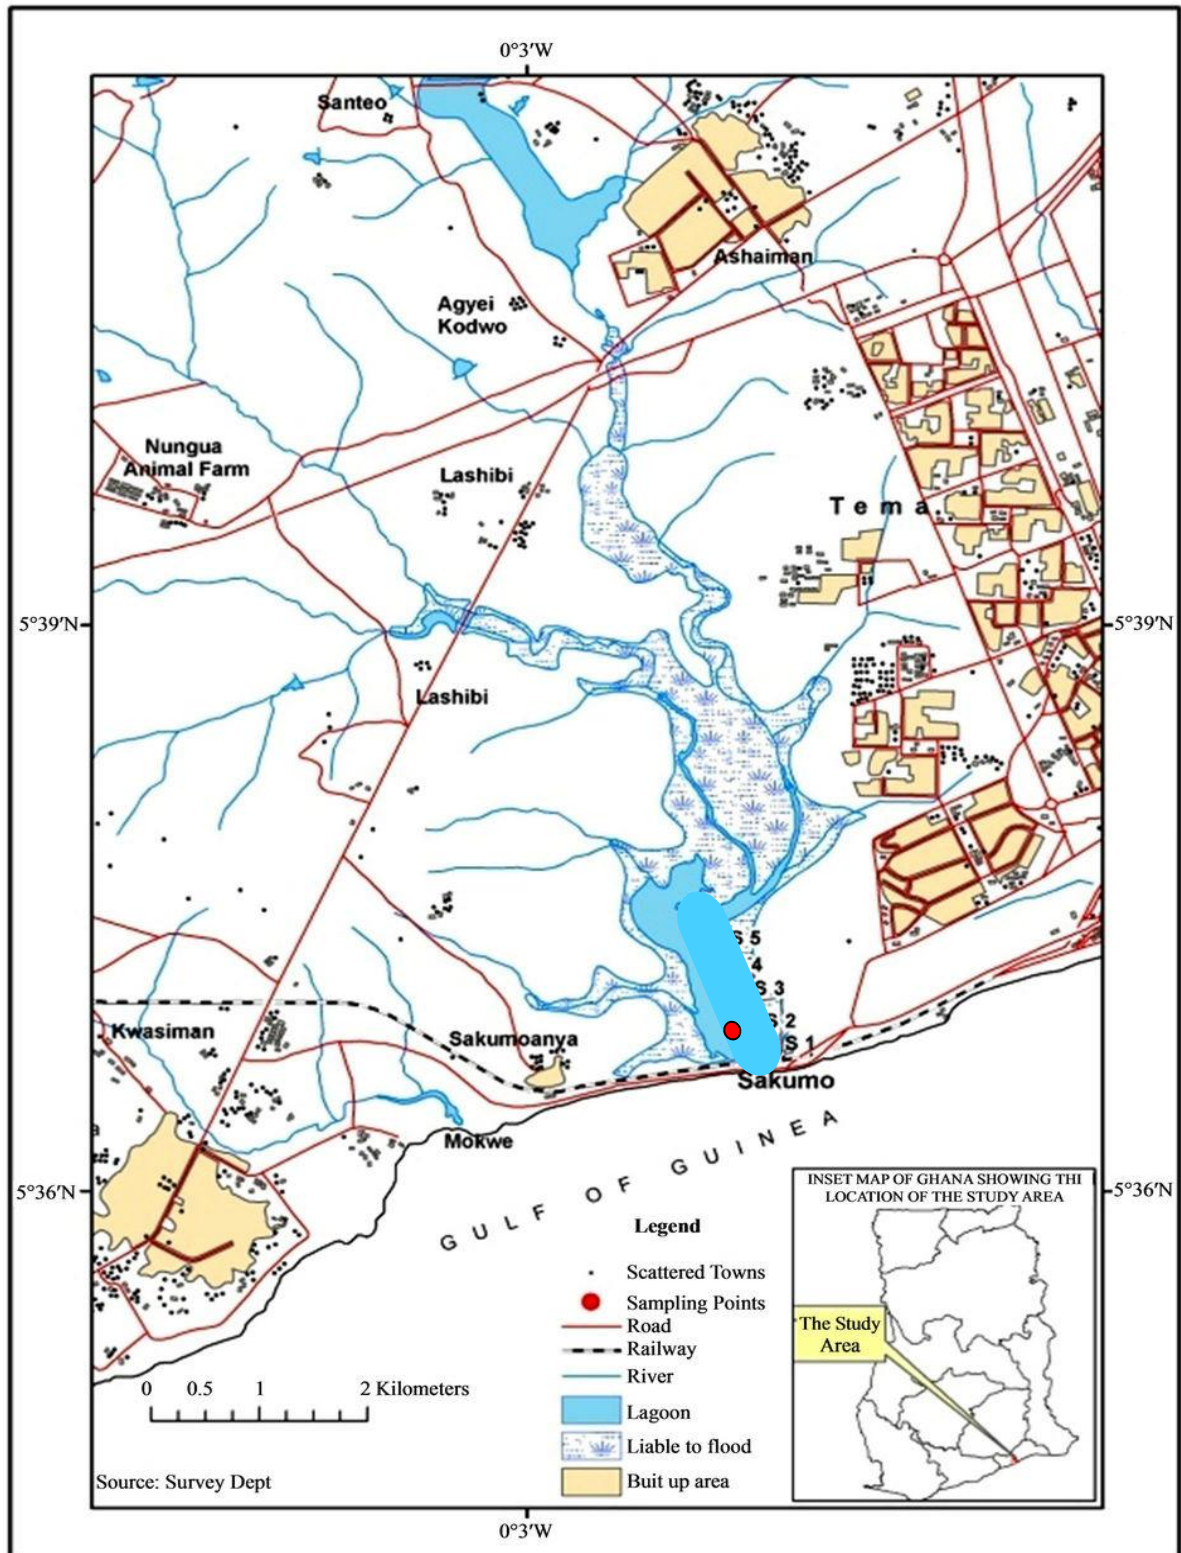 0°3′W
Santeo
Ashaiman
Agyei
Kodwo
Nungua
Animal Farm
Lashibi
Tema
5°39′N
5°39′N
Lashibi
S 5
4
S 3
S 2
S 1
Kwasiman
Sakumoanya
Sakumo
Mokwe
a
GULF OF GUINEA
5°36′N
5°36′N
INSET MAP OF GHANA SHOWING THI
LOCATION OF THE STUDY AREA
The Study
Area
Legend
Scattered Towns
Sampling Points
Road
Railway
River
Lagoon
Liable to flood
Buit up area
0 0.5 1 2 Kilometers
Source: Survey Dept
0°3′W